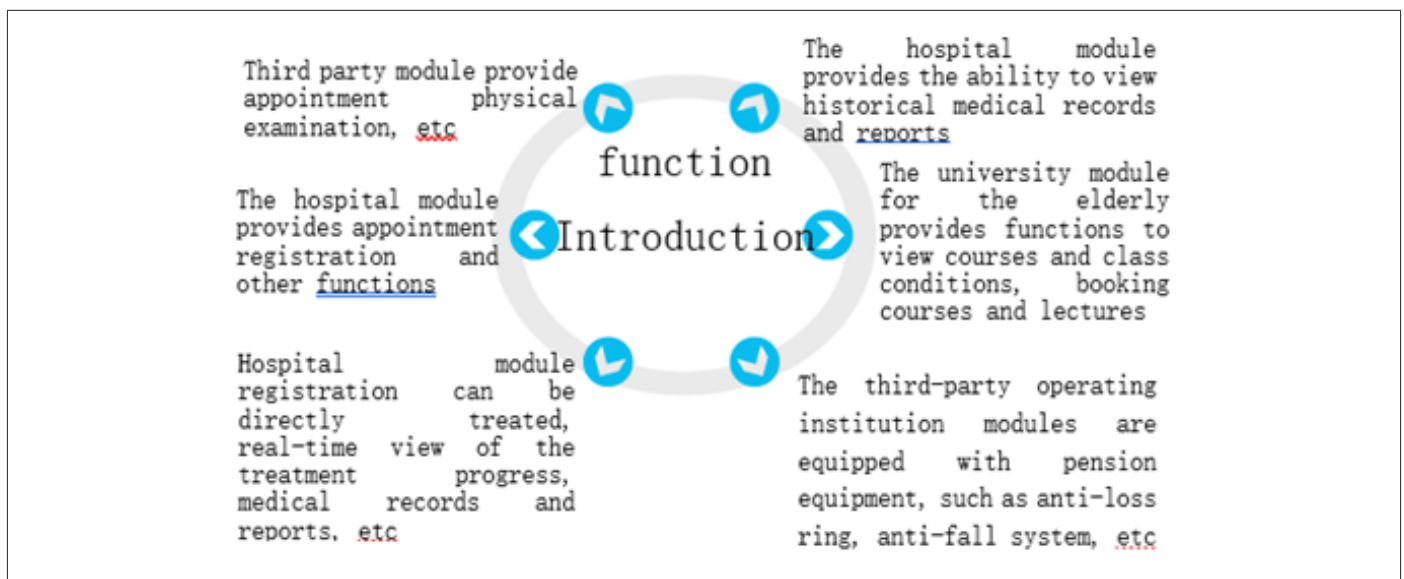 Third party module provide
appointment physical
examination, etc
The hospital module
provides the ability to view
historical medical records
and reports
function
Introduction
The hospital module
provides appointment
registration and
other functions
The university module
for the elderly
provides functions to
view courses and class
conditions, booking
courses and lectures
Hospital module
registration can be
directly treated,
real-time view of the
treatment progress,
medical records and
reports, etc
The third-party operating
institution modules are
equipped with pension
equipment, such as anti-loss
ring, anti-fall system, etc